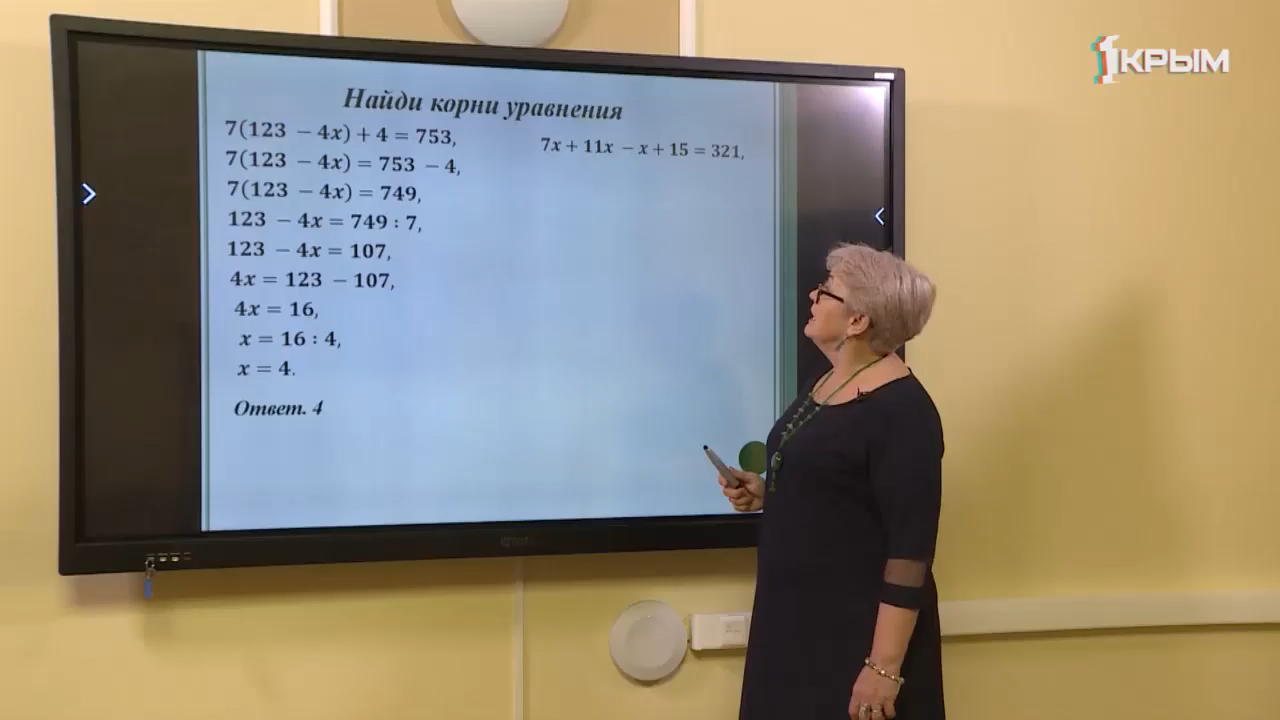 1КРЫМ
Найди корни уравнения
7(123 − 4x) + 4 = 753,
7(123 − 4x) = 753 − 4,
7(123 − 4x) = 749,
123 − 4x = 749 : 7,
123 − 4x = 107,
4x = 123 − 107,
4x = 16,
x = 16 : 4,
x = 4.
Ответ. 4
7x + 11x − x + 15 = 321,